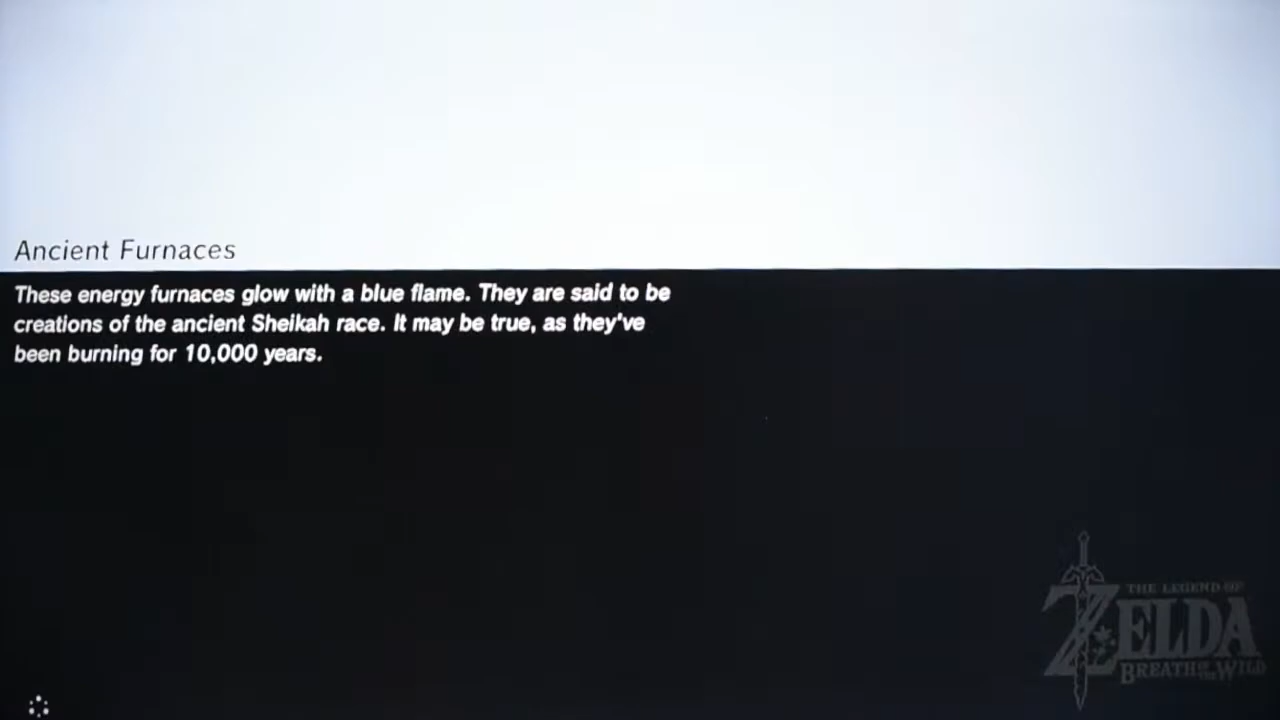 Ancient Furnaces
These energy furnaces glow with a blue flame. They are said to be
creations of the ancient Sheikah race. It may be true, as they've
been burning for 10,000 years.
THE LEGEND OF
ZELDA
BREATH OF THE WILD